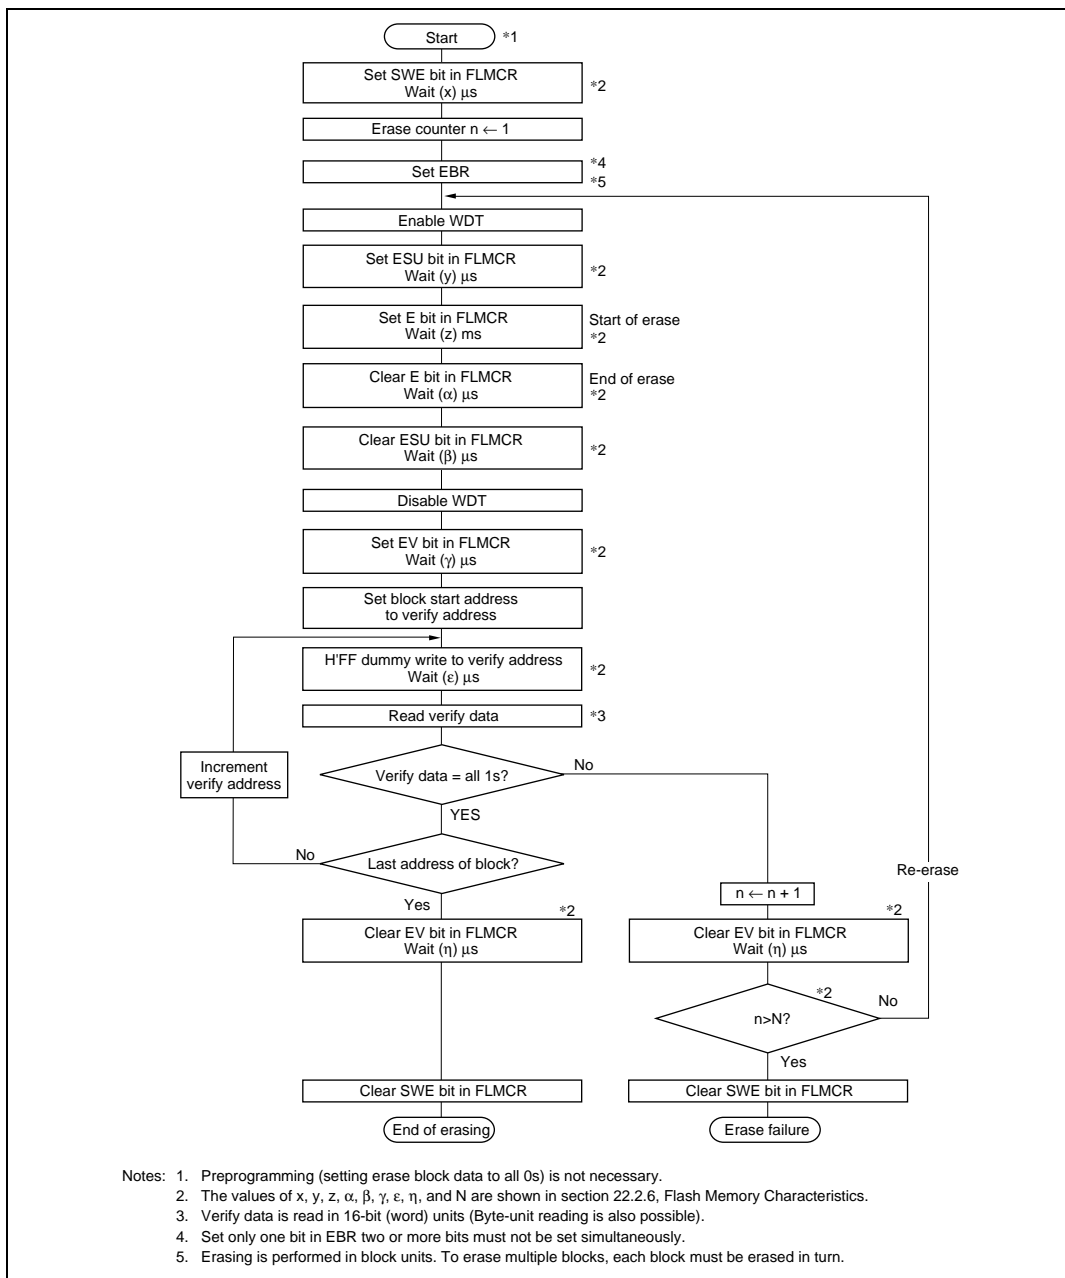 Start *1
Set SWE bit in FLMCR
Wait (x) μs
*2
Erase counter n ← 1
Set EBR
*4
*5
Enable WDT
Set ESU bit in FLMCR
Wait (y) μs
*2
Set E bit in FLMCR
Wait (z) ms
Start of erase
*2
Clear E bit in FLMCR
Wait (α) μs
End of erase
*2
Clear ESU bit in FLMCR
Wait (β) μs
*2
Disable WDT
Set EV bit in FLMCR
Wait (γ) μs
*2
Set block start address
to verify address
H'FF dummy write to verify address
Wait (ε) μs
*2
Read verify data
*3
Increment
verify address
Verify data = all 1s?
No
YES
No
Last address of block?
Re-erase
Yes
*2
n ← n + 1
Clear EV bit in FLMCR
Wait (η) μs
*2
Clear EV bit in FLMCR
Wait (η) μs
*2
n>N?
No
Yes
Clear SWE bit in FLMCR
Clear SWE bit in FLMCR
End of erasing
Erase failure
Notes: 1. Preprogramming (setting erase block data to all 0s) is not necessary.
2. The values of x, y, z, α, β, γ, ε, η, and N are shown in section 22.2.6, Flash Memory Characteristics.
3. Verify data is read in 16-bit (word) units (Byte-unit reading is also possible).
4. Set only one bit in EBR two or more bits must not be set simultaneously.
5. Erasing is performed in block units. To erase multiple blocks, each block must be erased in turn.